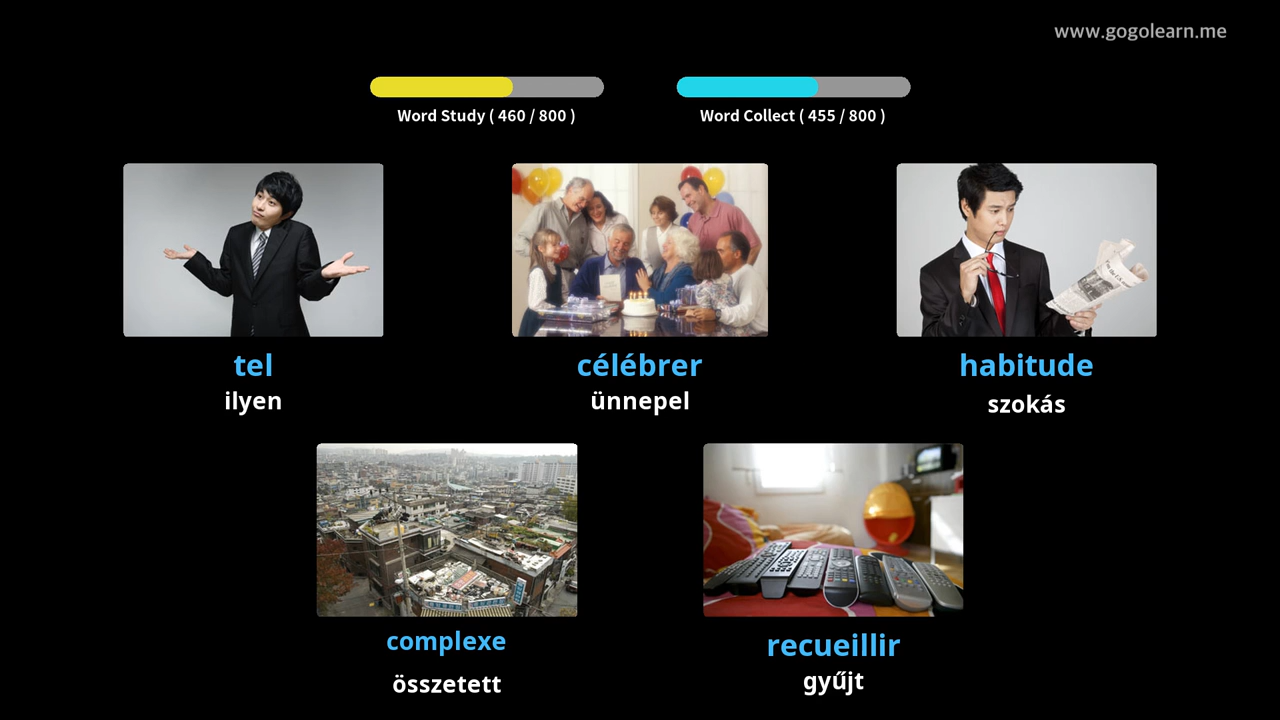 www.gogolearn.me
Word Study ( 460 / 800 )
Word Collect ( 455 / 800 )
tel
ilyen
célébrer
ünnepel
habitude
szokás
complexe
összetett
recueillir
gyűjt